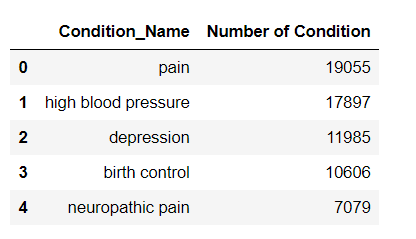 Condition_Name Number of Condition
0 pain 19055
1 high blood pressure 17897
2 depression 11985
3 birth control 10606
4 neuropathic pain 7079